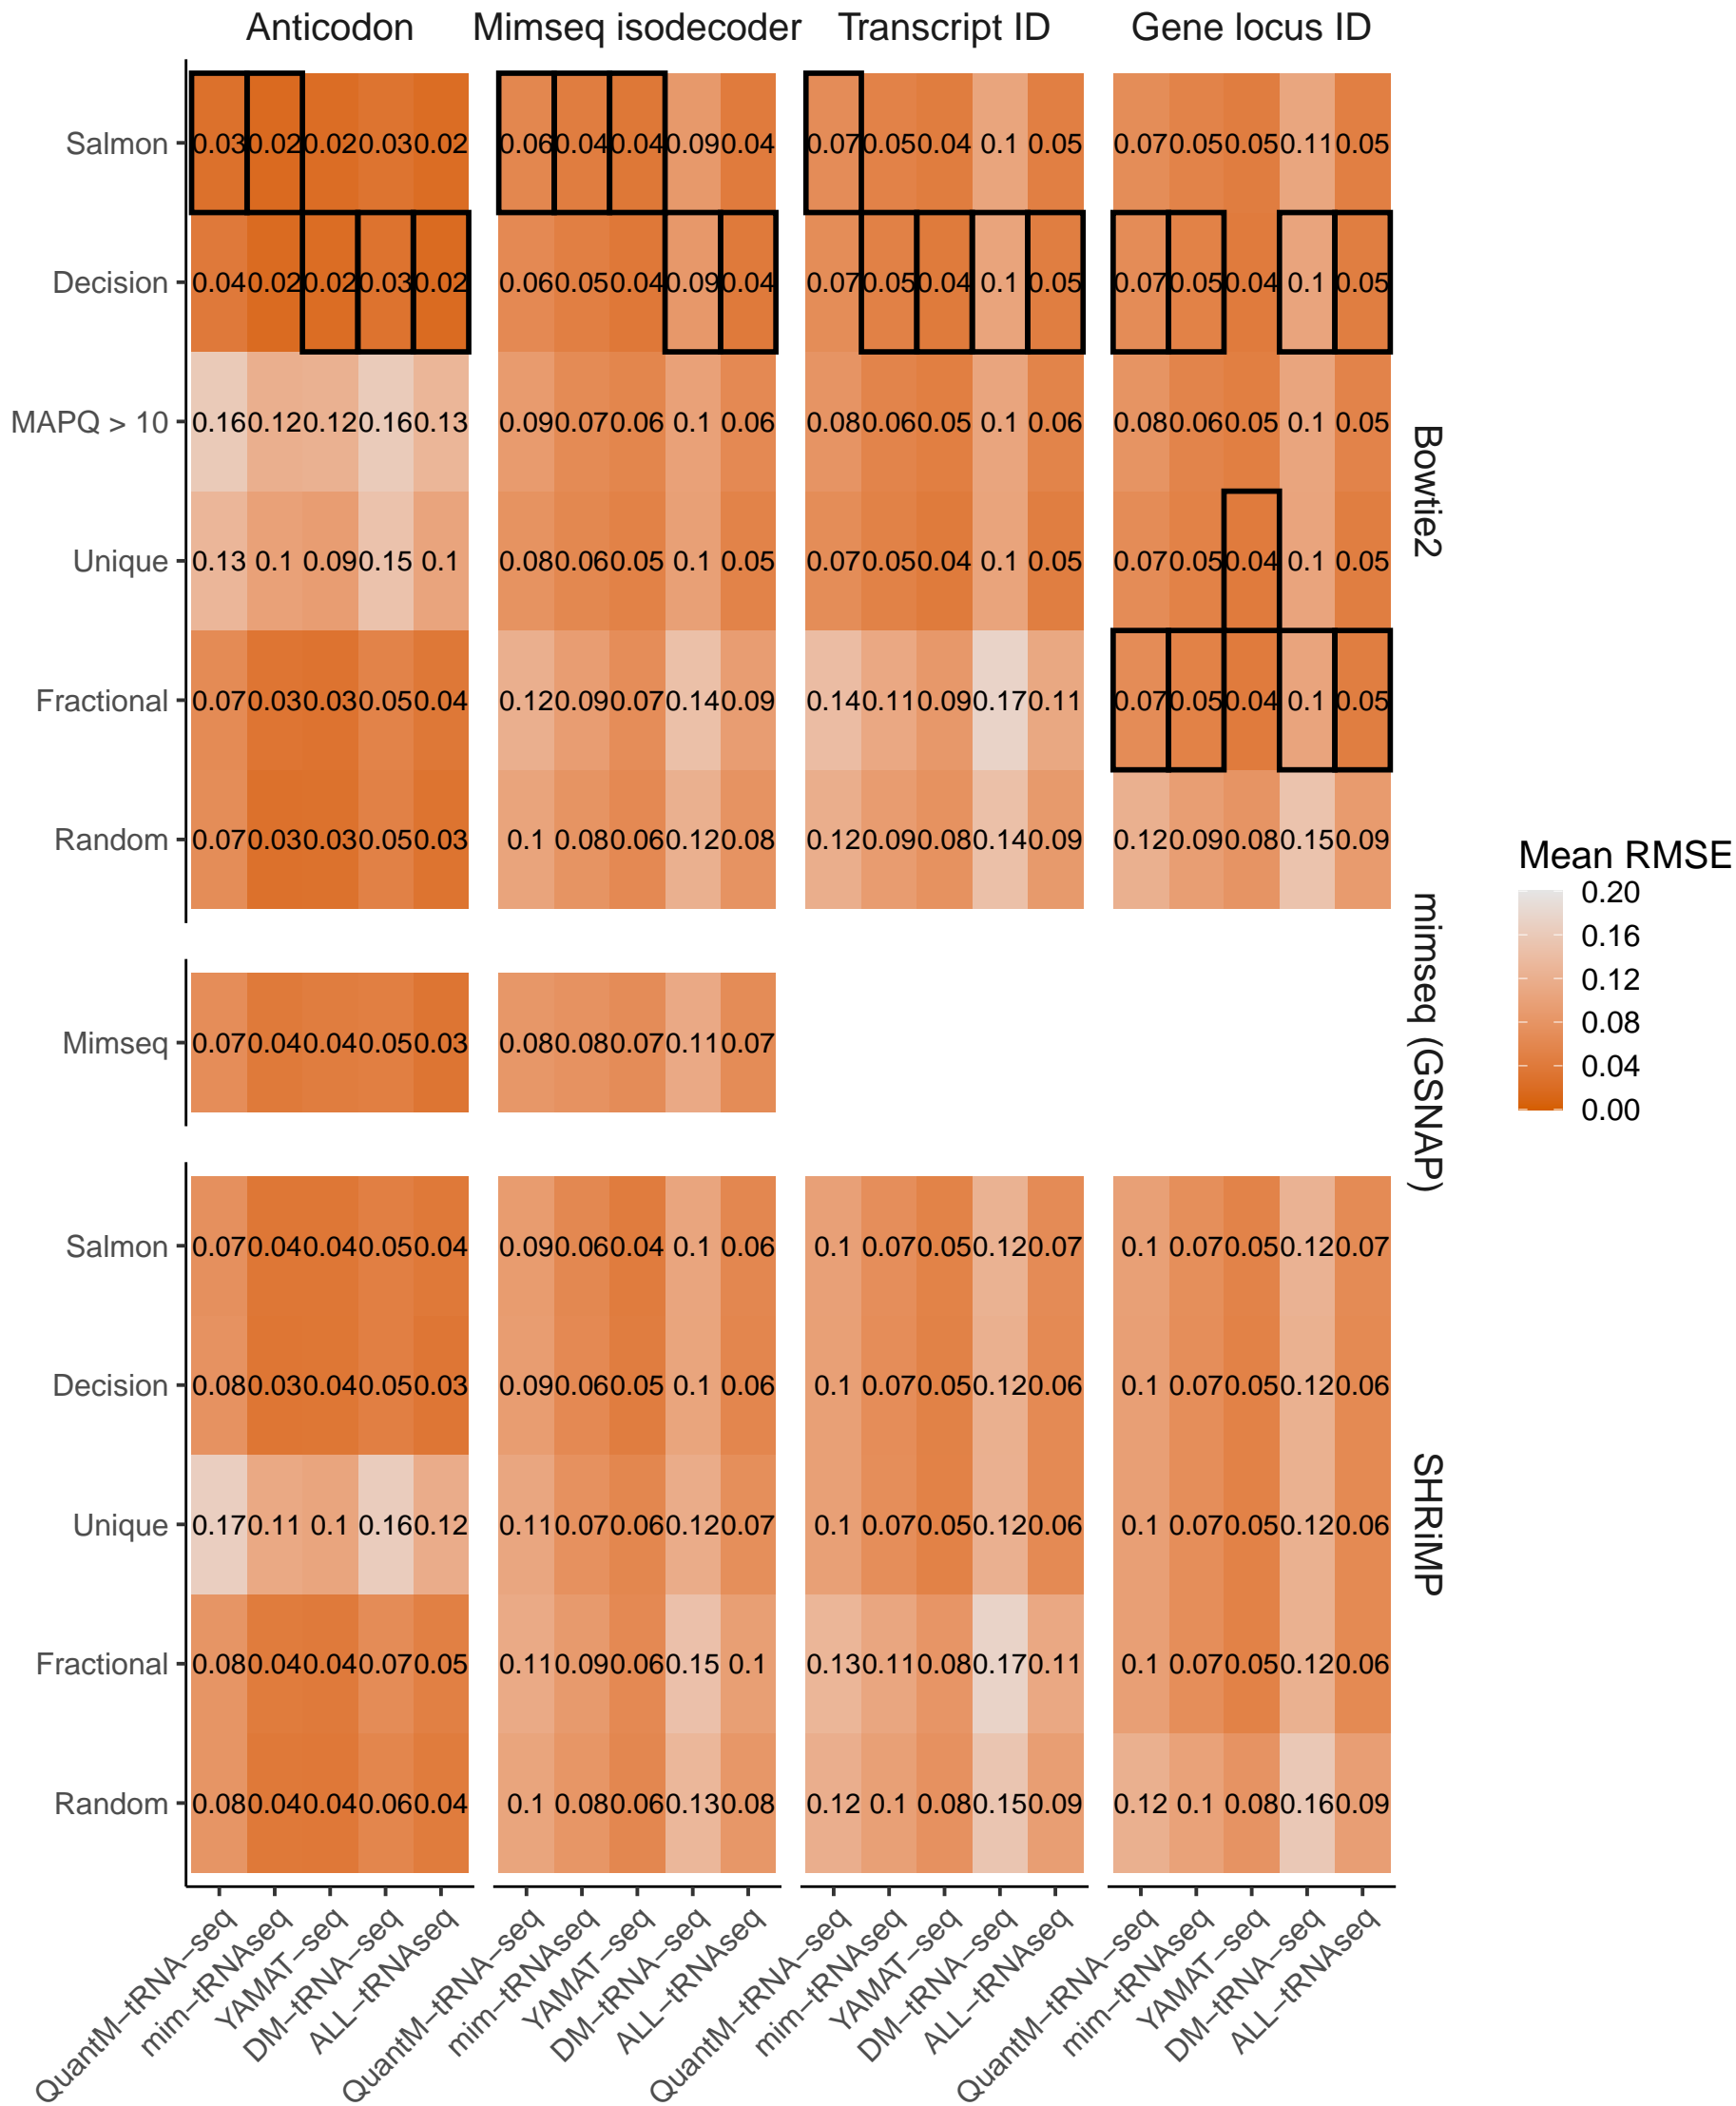 Anticodon Mimseq isodecoder Transcript ID Gene locus ID
Salmon 0.03 0.02 0.02 0.03 0.02 0.06 0.04 0.04 0.09 0.04 0.07 0.05 0.04 0.1 0.05 0.07 0.05 0.05 0.11 0.05
Decision 0.04 0.02 0.02 0.03 0.02 0.06 0.05 0.04 0.09 0.04 0.07 0.05 0.04 0.1 0.05 0.07 0.05 0.04 0.1 0.05
MAPQ > 10 0.16 0.12 0.12 0.16 0.13 0.09 0.07 0.06 0.1 0.06 0.08 0.06 0.05 0.1 0.06 0.08 0.06 0.05 0.1 0.05
Unique 0.13 0.1 0.09 0.15 0.1 0.08 0.06 0.05 0.1 0.05 0.07 0.05 0.04 0.1 0.05 0.07 0.05 0.04 0.1 0.05
Fractional 0.07 0.03 0.03 0.05 0.04 0.12 0.09 0.07 0.14 0.09 0.14 0.11 0.09 0.17 0.11 0.07 0.05 0.04 0.1 0.05
Random 0.07 0.03 0.03 0.05 0.03 0.1 0.08 0.06 0.12 0.08 0.12 0.09 0.08 0.14 0.09 0.12 0.09 0.08 0.15 0.09
Bowtie2
Mimseq 0.07 0.04 0.04 0.05 0.03 0.08 0.08 0.07 0.11 0.07
mimseq (GSNAP)
Salmon 0.07 0.04 0.04 0.05 0.04 0.09 0.06 0.04 0.1 0.06 0.1 0.07 0.05 0.12 0.07 0.1 0.07 0.05 0.12 0.07
Decision 0.08 0.03 0.04 0.05 0.03 0.09 0.06 0.05 0.1 0.06 0.1 0.07 0.05 0.12 0.06 0.1 0.07 0.05 0.12 0.06
Unique 0.17 0.11 0.1 0.16 0.12 0.11 0.07 0.06 0.12 0.07 0.1 0.07 0.05 0.12 0.06 0.1 0.07 0.05 0.12 0.06
Fractional 0.08 0.04 0.04 0.07 0.05 0.11 0.09 0.06 0.15 0.1 0.13 0.11 0.08 0.17 0.11 0.1 0.07 0.05 0.12 0.06
Random 0.08 0.04 0.04 0.06 0.04 0.1 0.08 0.06 0.13 0.08 0.12 0.1 0.08 0.15 0.09 0.12 0.1 0.08 0.16 0.09
SHRiMP
QuantM−tRNA−seq mim−tRNAseq YAMAT−seq DM−tRNA−seq ALL−tRNAseq QuantM−tRNA−seq mim−tRNAseq YAMAT−seq DM−tRNA−seq ALL−tRNAseq QuantM−tRNA−seq mim−tRNAseq YAMAT−seq DM−tRNA−seq ALL−tRNAseq QuantM−tRNA−seq mim−tRNAseq YAMAT−seq DM−tRNA−seq ALL−tRNAseq
Mean RMSE
0.20
0.16
0.12
0.08
0.04
0.00